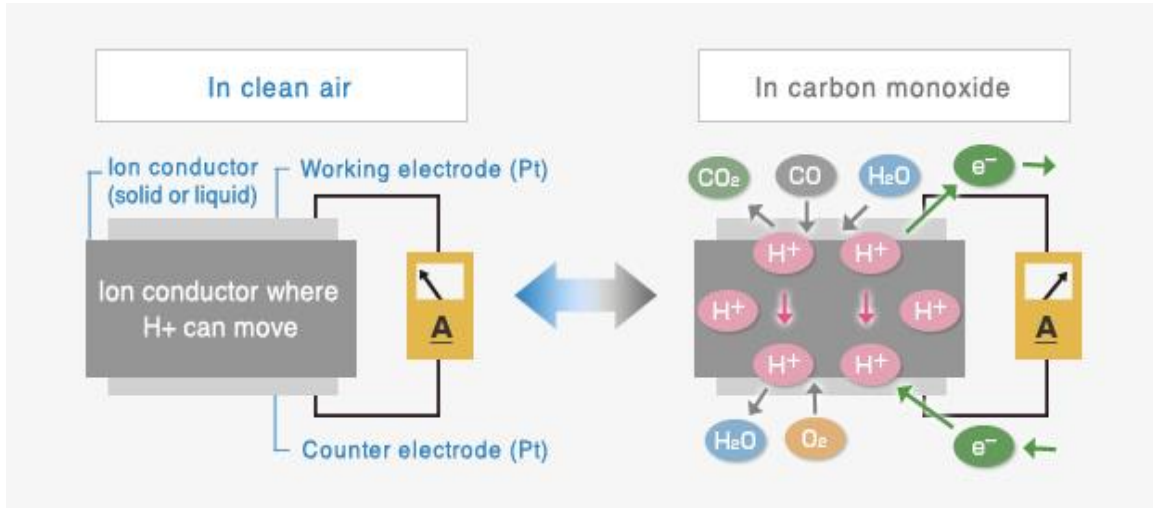 In clean air
Ion conductor
(solid or liquid)
Working electrode (Pt)
Ion conductor where
H+ can move
A
Counter electrode (Pt)
In carbon monoxide
CO₂
CO
H₂O
e⁻
H⁺
H⁺
H⁺
H⁺
A
H⁺
H⁺
H₂O
O₂
e⁻